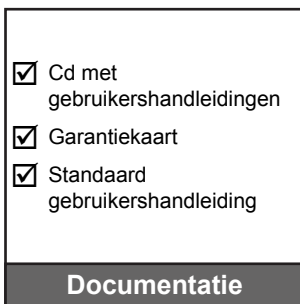 Cd met
gebruikershandleidingen
Garantiekaart
Standaard
gebruikershandleiding
Documentatie